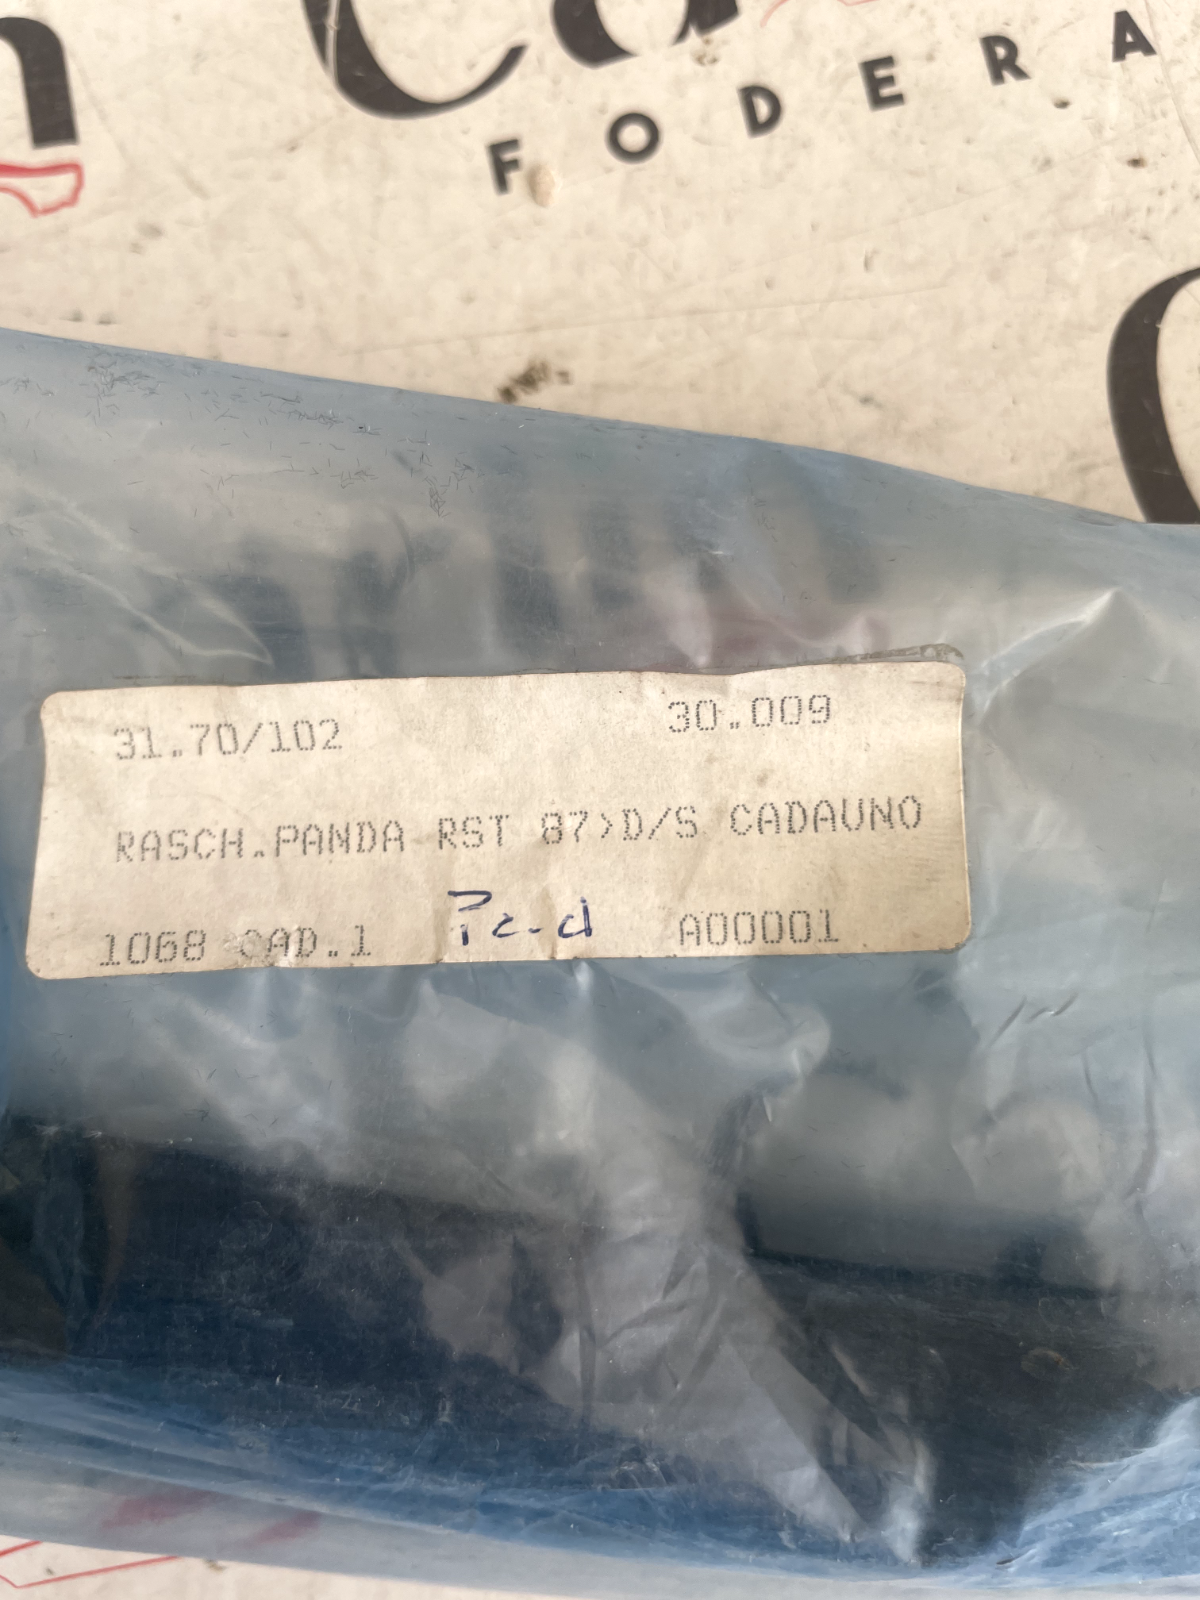 FODERA
31.70/102 30.009
RASCH.PANDA RST 87>D/S CADAUNO
1068 CAD.1 A00001